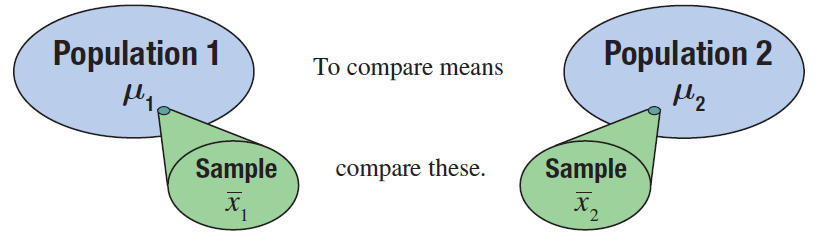 Population 1
μ₁
To compare means
Population 2
μ₂
Sample
x̅₁
compare these.
Sample
x̅₂